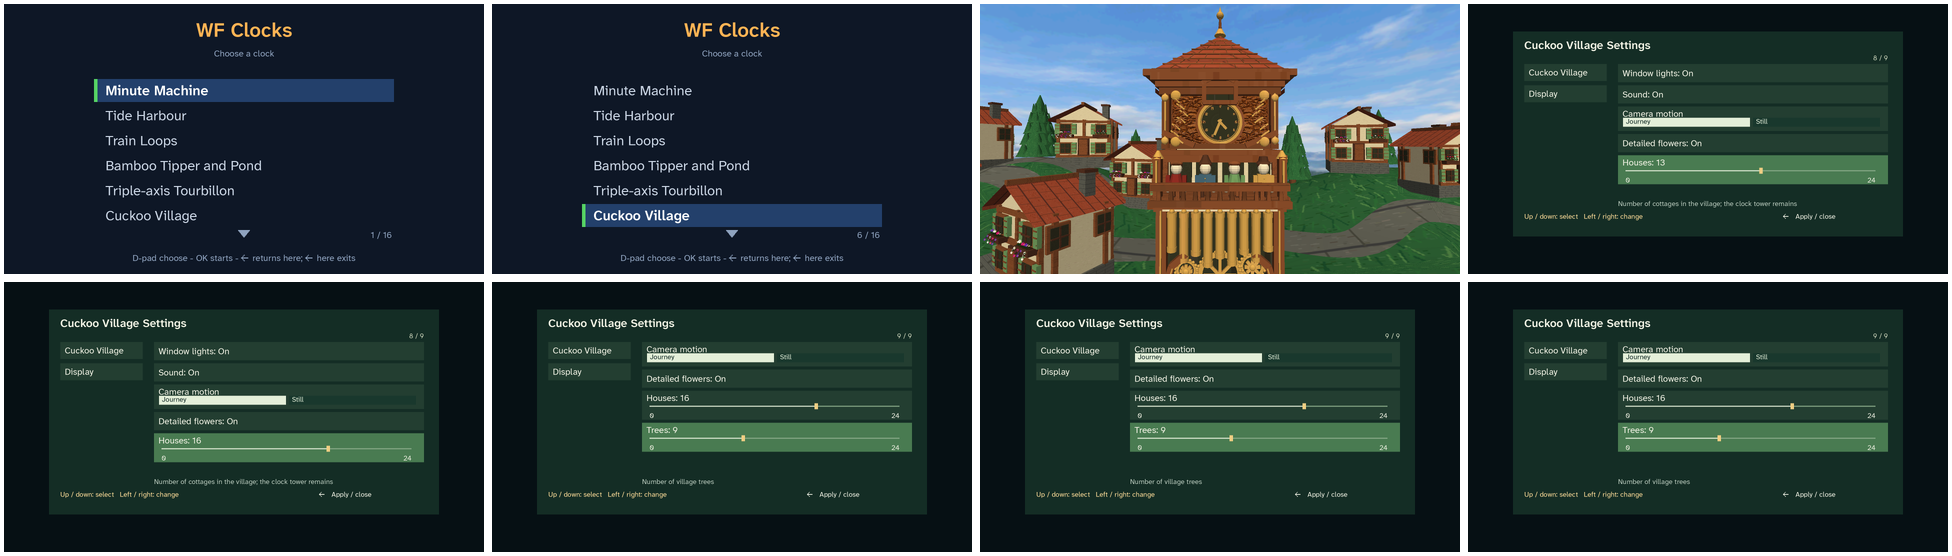 WF Clocks
Choose a clock
Minute Machine
Tide Harbour
Train Loops
Bamboo Tipper and Pond
Triple-axis Tourbillon
Cuckoo Village
1 / 16
D-pad choose - OK starts - ← returns here; ← here exits
WF Clocks
Choose a clock
Minute Machine
Tide Harbour
Train Loops
Bamboo Tipper and Pond
Triple-axis Tourbillon
Cuckoo Village
6 / 16
D-pad choose - OK starts - ← returns here; ← here exits
Cuckoo Village Settings
8 / 9
Cuckoo Village
Display
Window lights: On
Sound: On
Camera motion
Journey Still
Detailed flowers: On
Houses: 13
0 24
Number of cottages in the village; the clock tower remains
Up / down: select Left / right: change ← Apply / close
Cuckoo Village Settings
8 / 9
Cuckoo Village
Display
Window lights: On
Sound: On
Camera motion
Journey Still
Detailed flowers: On
Houses: 16
0 24
Number of cottages in the village; the clock tower remains
Up / down: select Left / right: change ← Apply / close
Cuckoo Village Settings
9 / 9
Cuckoo Village
Display
Camera motion
Journey Still
Detailed flowers: On
Houses: 16
0 24
Trees: 9
0 24
Number of village trees
Up / down: select Left / right: change ← Apply / close
Cuckoo Village Settings
9 / 9
Cuckoo Village
Display
Camera motion
Journey Still
Detailed flowers: On
Houses: 16
0 24
Trees: 9
0 24
Number of village trees
Up / down: select Left / right: change ← Apply / close
Cuckoo Village Settings
9 / 9
Cuckoo Village
Display
Camera motion
Journey Still
Detailed flowers: On
Houses: 16
0 24
Trees: 9
0 24
Number of village trees
Up / down: select Left / right: change ← Apply / close